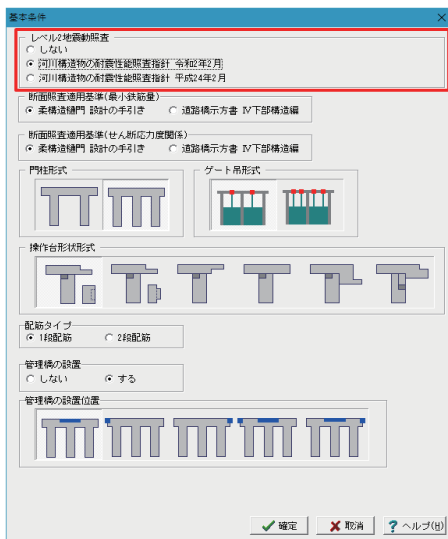 基本条件
レベル2地震動照査
しない
河川構造物の耐震性能照査指針 令和2年2月
河川構造物の耐震性能照査指針 平成24年2月
断面照査適用基準(最小鉄筋量)
柔構造樋門 設計の手引き 道路橋示方書 Ⅳ下部構造編
断面照査適用基準(せん断応力度関係)
柔構造樋門 設計の手引き 道路橋示方書 Ⅳ下部構造編
門柱形式 ゲート吊形式
操作台形状形式
配筋タイプ
1段配筋 2段配筋
管理橋の設置
しない する
管理橋の設置位置
確定 取消 ヘルプ(H)